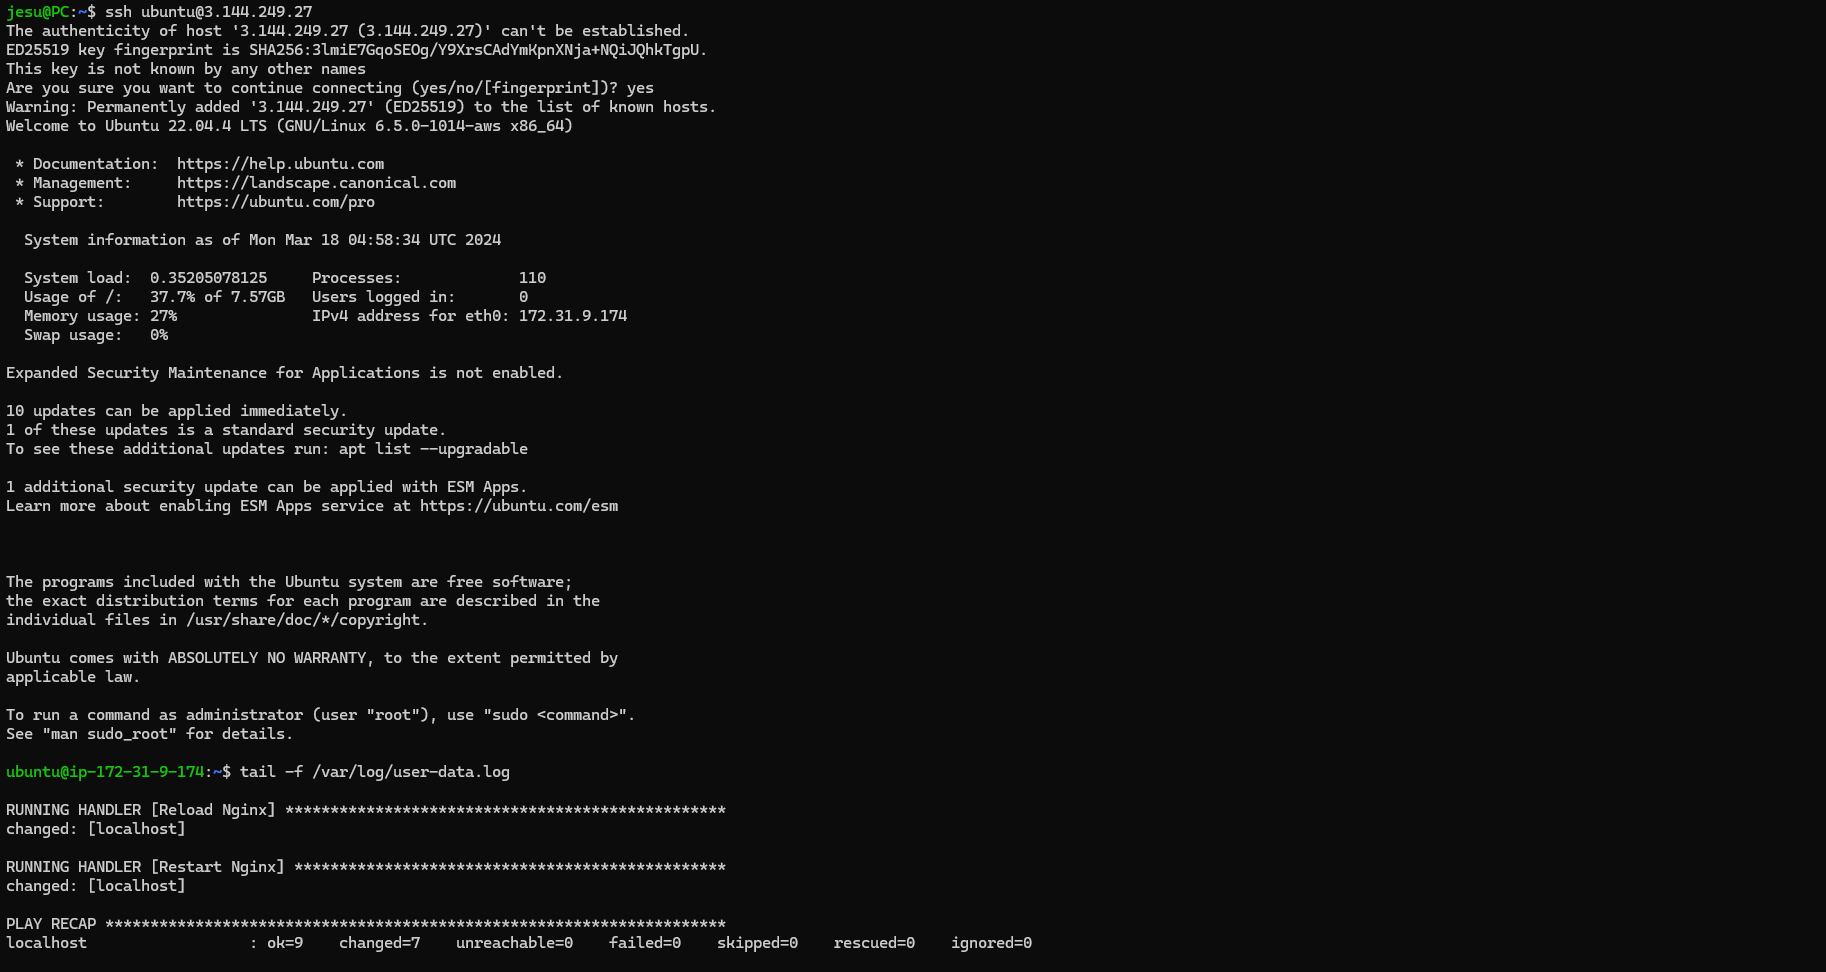 jesu@PC:~$ ssh ubuntu@3.144.249.27
The authenticity of host '3.144.249.27 (3.144.249.27)' can't be established.
ED25519 key fingerprint is SHA256:3lmiE7GqoSEOg/Y9XrsCAdYmKpnXNja+NQiJQhkTgpU.
This key is not known by any other names
Are you sure you want to continue connecting (yes/no/[fingerprint])? yes
Warning: Permanently added '3.144.249.27' (ED25519) to the list of known hosts.
Welcome to Ubuntu 22.04.4 LTS (GNU/Linux 6.5.0-1014-aws x86_64)

 * Documentation:  https://help.ubuntu.com
 * Management:     https://landscape.canonical.com
 * Support:        https://ubuntu.com/pro

  System information as of Mon Mar 18 04:58:34 UTC 2024

  System load:  0.35205078125     Processes:             110
  Usage of /:   37.7% of 7.57GB   Users logged in:       0
  Memory usage: 27%               IPv4 address for eth0: 172.31.9.174
  Swap usage:   0%

Expanded Security Maintenance for Applications is not enabled.

10 updates can be applied immediately.
1 of these updates is a standard security update.
To see these additional updates run: apt list --upgradable

1 additional security update can be applied with ESM Apps.
Learn more about enabling ESM Apps service at https://ubuntu.com/esm

The programs included with the Ubuntu system are free software;
the exact distribution terms for each program are described in the
individual files in /usr/share/doc/*/copyright.

Ubuntu comes with ABSOLUTELY NO WARRANTY, to the extent permitted by
applicable law.

To run a command as administrator (user "root"), use "sudo <command>".
See "man sudo_root" for details.

ubuntu@ip-172-31-9-174:~$ tail -f /var/log/user-data.log

RUNNING HANDLER [Reload Nginx] *************************************************
changed: [localhost]

RUNNING HANDLER [Restart Nginx] ************************************************
changed: [localhost]

PLAY RECAP *********************************************************************
localhost                  : ok=9    changed=7    unreachable=0    failed=0    skipped=0    rescued=0    ignored=0